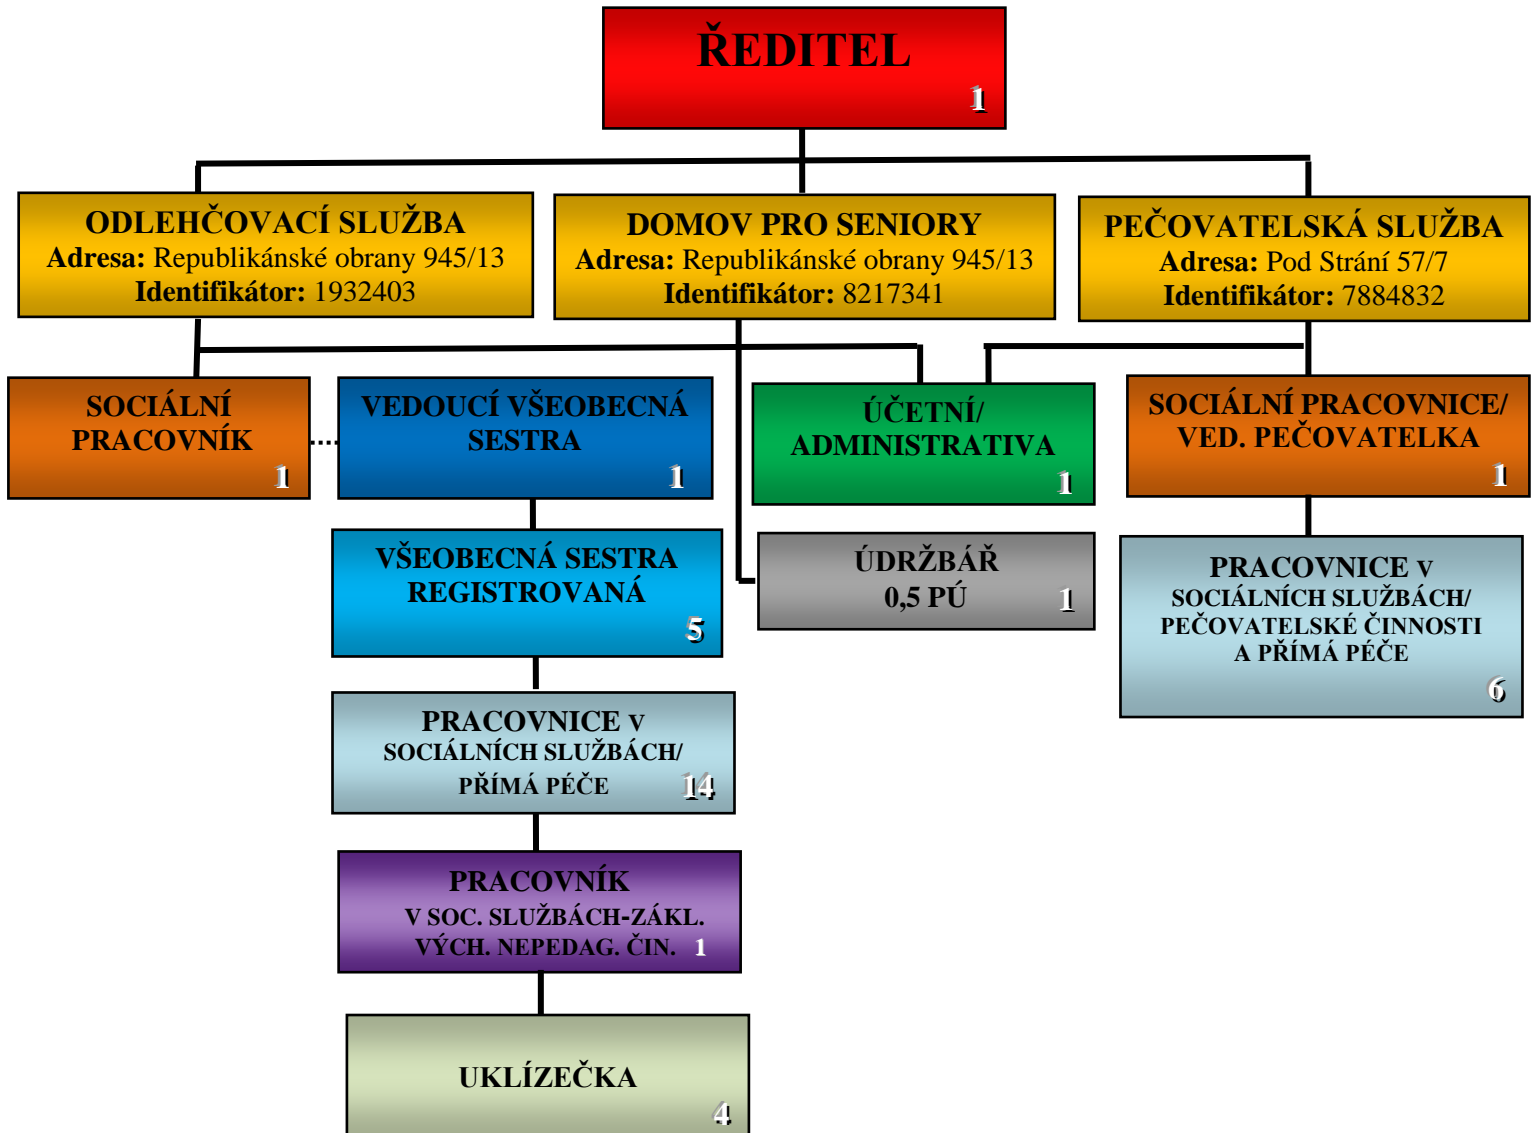 ŘEDITEL
1
ODLEHČOVACÍ SLUŽBA
Adresa: Republikánské obrany 945/13
Identifikátor: 1932403
DOMOV PRO SENIORY
Adresa: Republikánské obrany 945/13
Identifikátor: 8217341
PEČOVATELSKÁ SLUŽBA
Adresa: Pod Strání 57/7
Identifikátor: 7884832
SOCIÁLNÍ
PRACOVNÍK
1
VEDOUCÍ VŠEOBECNÁ
SESTRA
1
ÚČETNÍ/
ADMINISTRATIVA
1
SOCIÁLNÍ PRACOVNICE/
VED. PEČOVATELKA
1
VŠEOBECNÁ SESTRA
REGISTROVANÁ
5
ÚDRŽBÁŘ
0,5 PÚ 1
PRACOVNICE V
SOCIÁLNÍCH SLUŽBÁCH/
PEČOVATELSKÉ ČINNOSTI
A PŘÍMÁ PÉČE
6
PRACOVNICE V
SOCIÁLNÍCH SLUŽBÁCH/
PŘÍMÁ PÉČE 14
PRACOVNÍK
V SOC. SLUŽBÁCH-ZÁKL.
VÝCH. NEPEDAG. ČIN. 1
UKLÍZEČKA
4